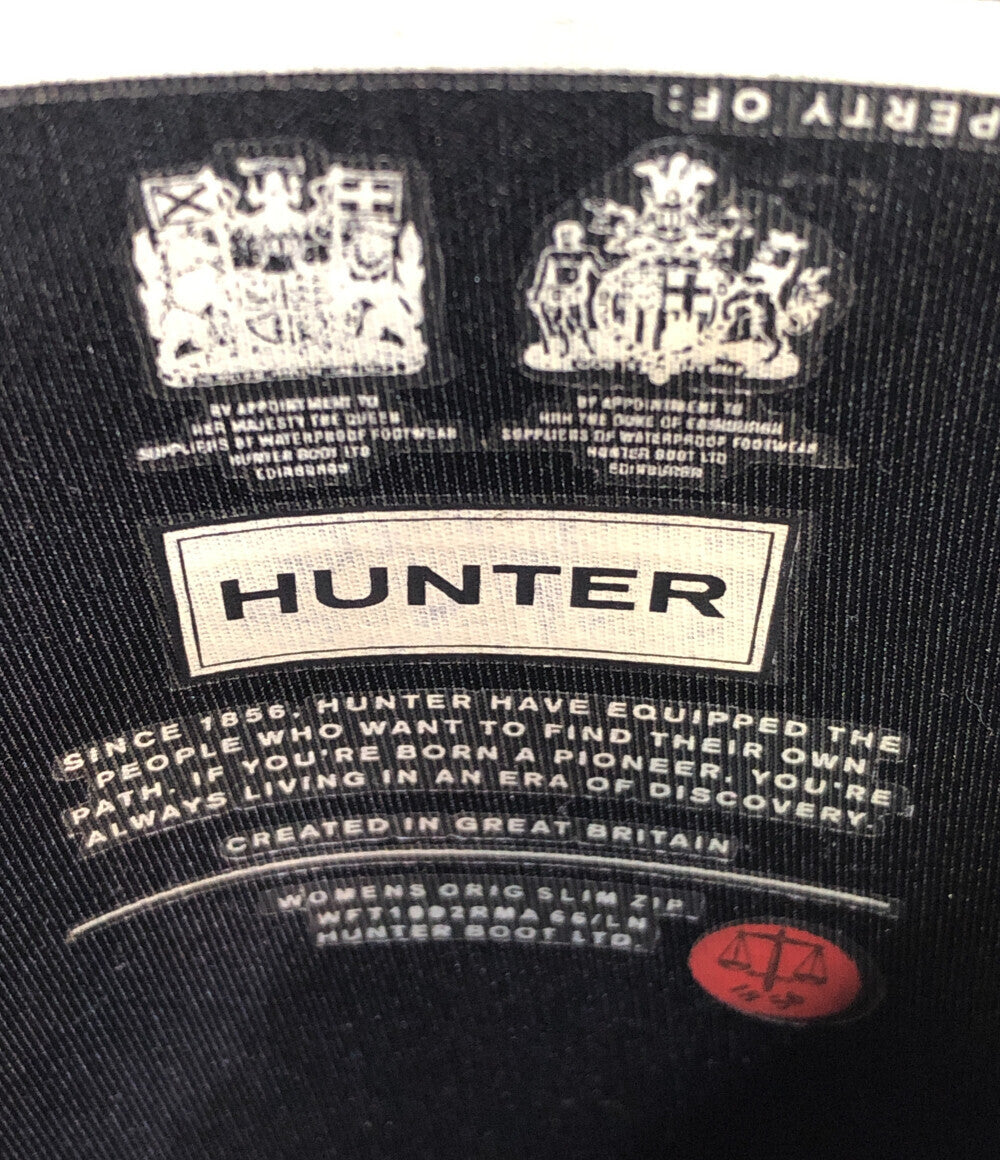 PERTY OF:
BY APPOINTMENT TO
HER MAJESTY THE QUEEN
SUPPLIERS OF WATERPROOF FOOTWEAR
HUNTER BOOT LTD
EDINBURGH
BY APPOINTMENT TO
HRH THE DUKE OF EDINBURGH
SUPPLIERS OF WATERPROOF FOOTWEAR
HUNTER BOOT LTD
EDINBURGH
HUNTER
SINCE 1856, HUNTER HAVE EQUIPPED THE
PEOPLE WHO WANT TO FIND THEIR OWN
PATH. IF YOU'RE BORN A PIONEER, YOU'RE
ALWAYS LIVING IN AN ERA OF DISCOVERY.
CREATED IN GREAT BRITAIN
WOMENS ORIG SLIM ZIP
HUNTER BOOT LTD.